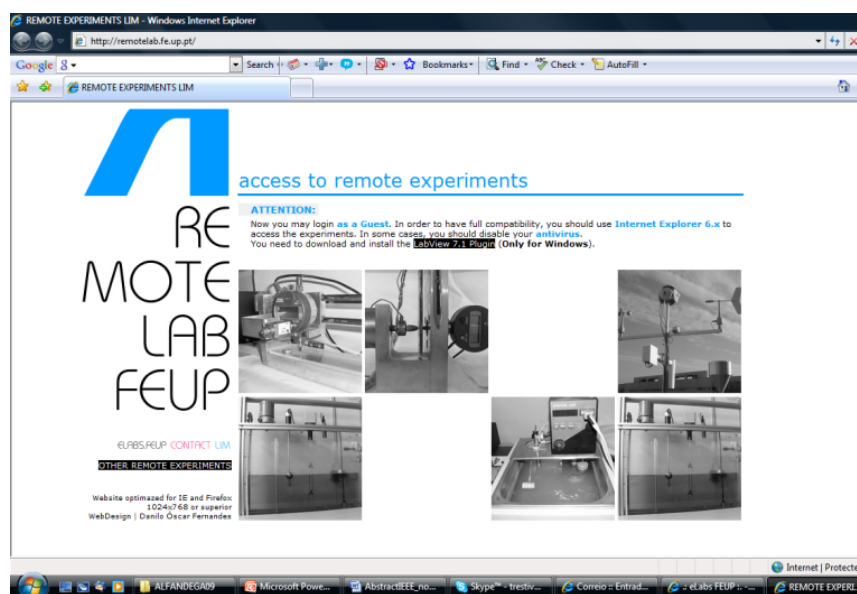 REMOTE EXPERIMENTS LIM - Windows Internet Explorer
http://remotelab.fe.up.pt/
Google
Search
Bookmarks
Find
Check
AutoFill
REMOTE EXPERIMENTS LIM
access to remote experiments
ATTENTION:
Now you may login as a Guest. In order to have full compatibility, you should use Internet Explorer 6.x to
access the experiments. In some cases, you should disable your antivirus.
You need to download and install the LabView 7.1 Plugin (Only for Windows).
RE
MOTE
LAB
FEUP
ELABS.FEUP CONTACT LIM
OTHER REMOTE EXPERIMENTS
Website optimazed for IE and Firefox
1024x768 or superior
WebDesign | Danilo Óscar Fernandes
Internet | Protecte
ALFANDEGA09
Microsoft Powe...
AbstractIEEE_no...
Skype™ - trestiv...
Correio :: Entrad...
.: eLabs FEUP :. -...
REMOTE EXPERI